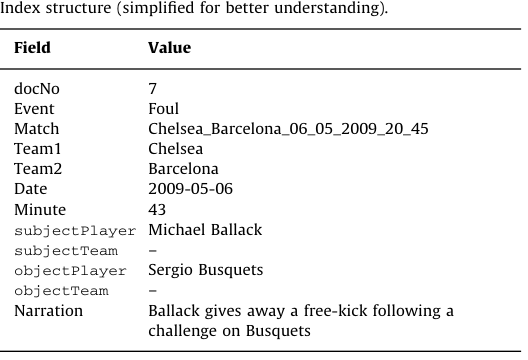 Index structure (simplified for better understanding).
Field Value
docNo 7
Event Foul
Match Chelsea_Barcelona_06_05_2009_20_45
Team1 Chelsea
Team2 Barcelona
Date 2009-05-06
Minute 43
subjectPlayer Michael Ballack
subjectTeam –
objectPlayer Sergio Busquets
objectTeam –
Narration Ballack gives away a free-kick following a
challenge on Busquets